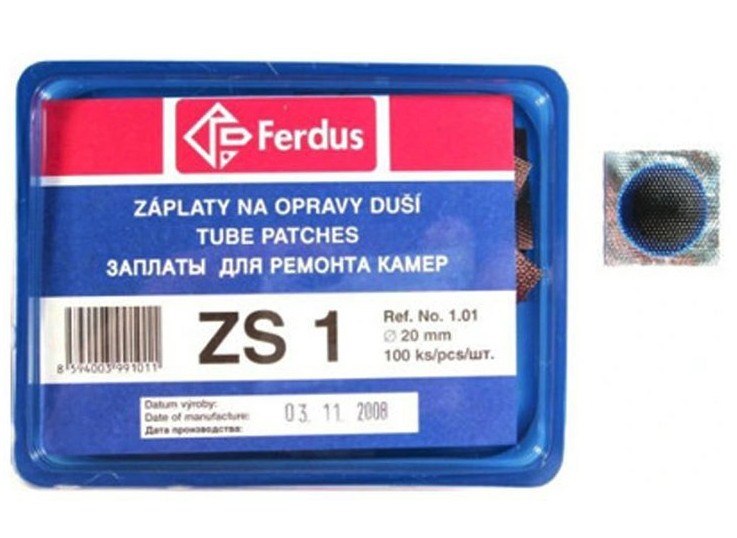 Ferdus
ZÁPLATY NA OPRAVY DUŠÍ
TUBE PATCHES
ЗАПЛАТЫ ДЛЯ РЕМОНТА КАМЕР
ZS 1
Ref. No. 1.01
∅ 20 mm
100 ks/pcs/шт.
8 594003 991011
Datum výroby:
Date of manufacture:
Дата производства:
03. 11. 2008